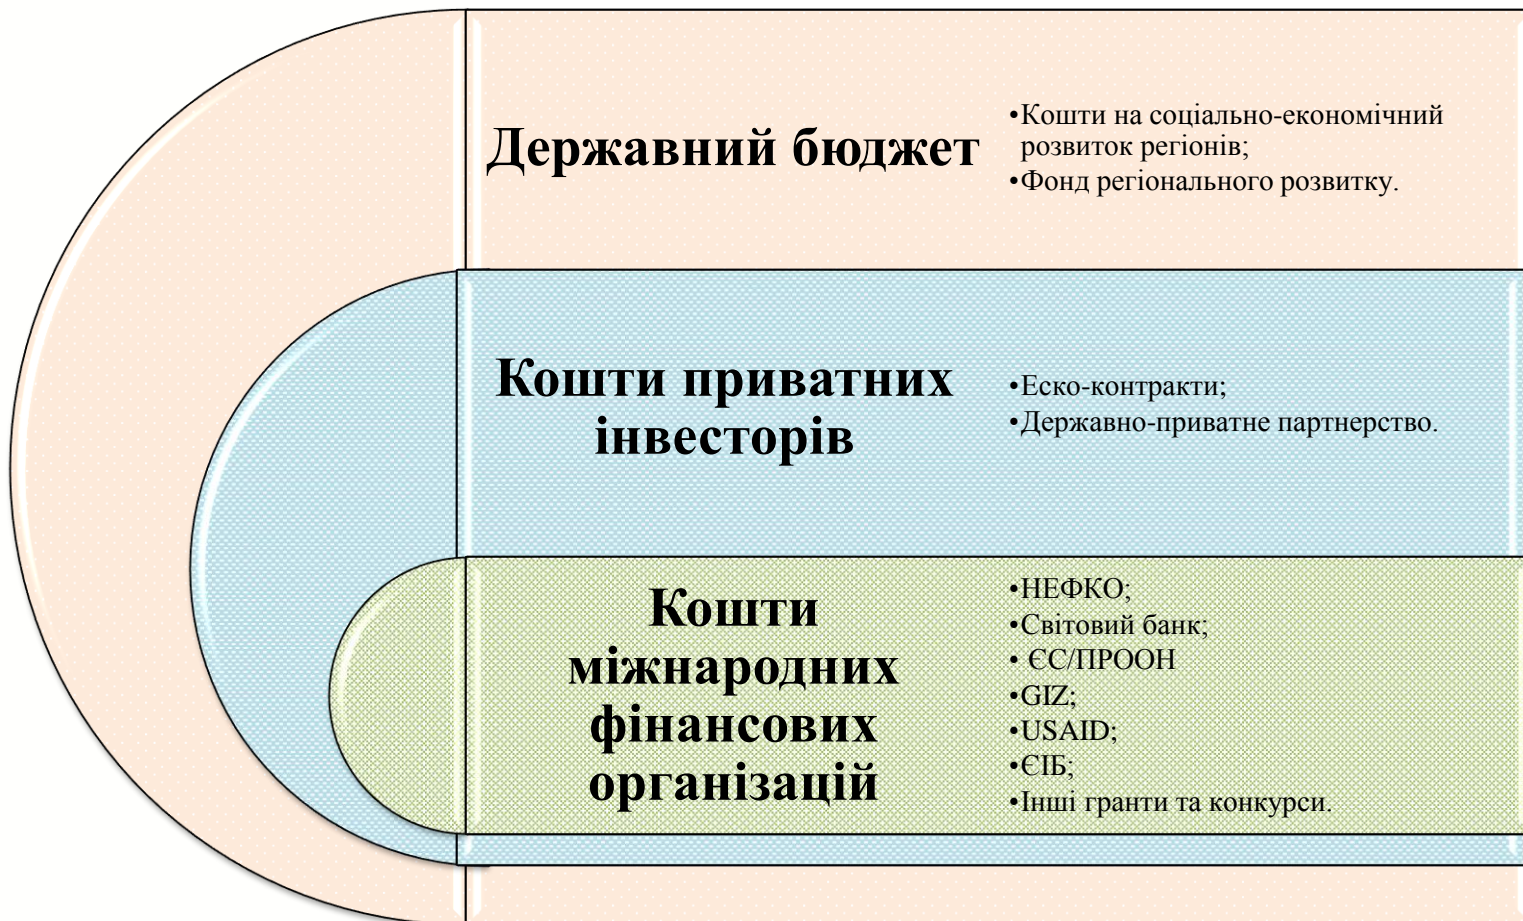 Державний бюджет
•Кошти на соціально-економічний
розвиток регіонів;
•Фонд регіонального розвитку.
Кошти приватних
інвесторів
•Еско-контракти;
•Державно-приватне партнерство.
Кошти
міжнародних
фінансових
організацій
•НЕФКО;
•Світовий банк;
• ЄС/ПРООН
•GIZ;
•USAID;
•ЄІБ;
•Інші гранти та конкурси.